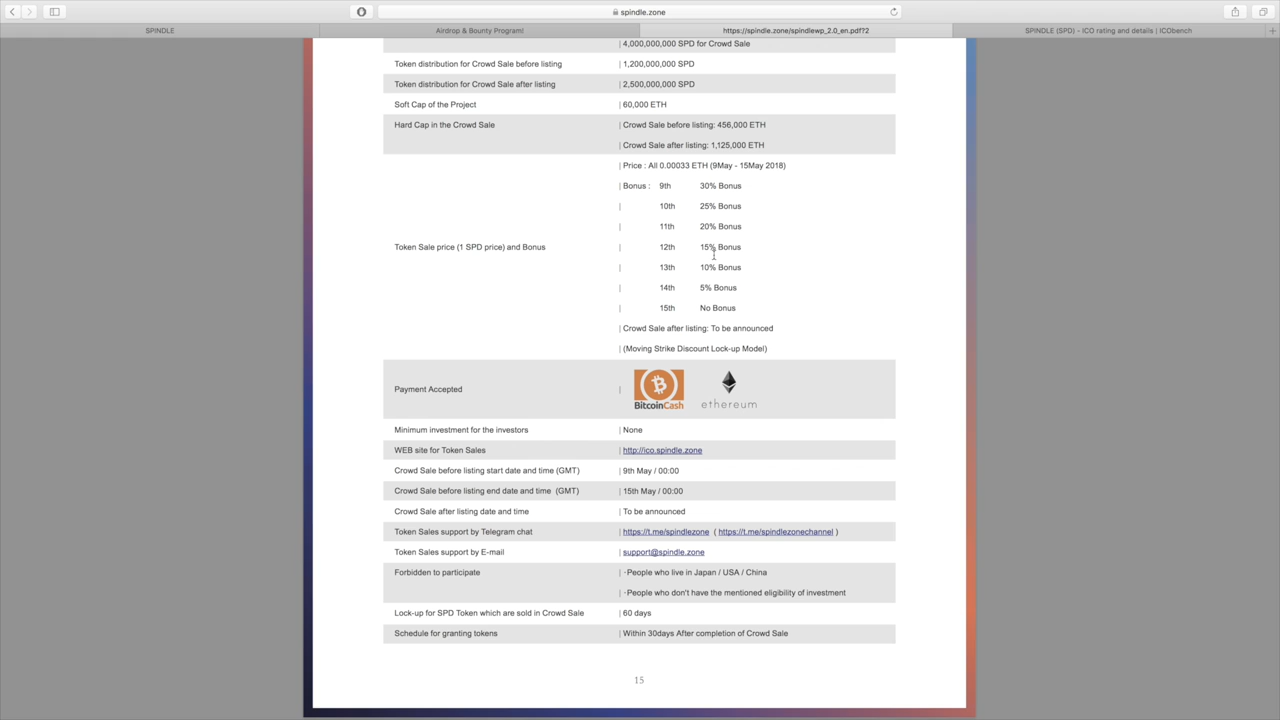 spindle.zone
SPINDLE
Airdrop & Bounty Program!
https://spindle.zone/spindlewp_2.0_en.pdf?2
SPINDLE (SPD) - ICO rating and details | ICObench
| 4,000,000,000 SPD for Crowd Sale
Token distribution for Crowd Sale before listing | 1,200,000,000 SPD
Token distribution for Crowd Sale after listing | 2,500,000,000 SPD
Soft Cap of the Project | 60,000 ETH
Hard Cap in the Crowd Sale | Crowd Sale before listing: 456,000 ETH
| Crowd Sale after listing: 1,125,000 ETH
| Price : All 0.00033 ETH (9May - 15May 2018)
| Bonus : 9th 30% Bonus
| 10th 25% Bonus
| 11th 20% Bonus
Token Sale price (1 SPD price) and Bonus | 12th 15% Bonus
| 13th 10% Bonus
| 14th 5% Bonus
| 15th No Bonus
| Crowd Sale after listing: To be announced
| (Moving Strike Discount Lock-up Model)
Payment Accepted | BitcoinCash ethereum
Minimum investment for the investors | None
WEB site for Token Sales | http://ico.spindle.zone
Crowd Sale before listing start date and time (GMT) | 9th May / 00:00
Crowd Sale before listing end date and time (GMT) | 15th May / 00:00
Crowd Sale after listing date and time | To be announced
Token Sales support by Telegram chat | https://t.me/spindlezone ( https://t.me/spindlezonechannel )
Token Sales support by E-mail | support@spindle.zone
Forbidden to participate | ·People who live in Japan / USA / China
| ·People who don't have the mentioned eligibility of investment
Lock-up for SPD Token which are sold in Crowd Sale | 60 days
Schedule for granting tokens | Within 30days After completion of Crowd Sale
15